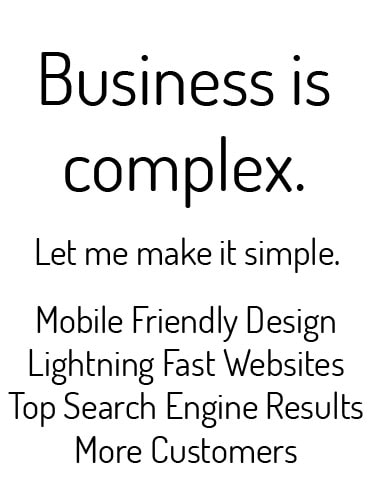 Business is
complex.
Let me make it simple.
Mobile Friendly Design
Lightning Fast Websites
Top Search Engine Results
More Customers